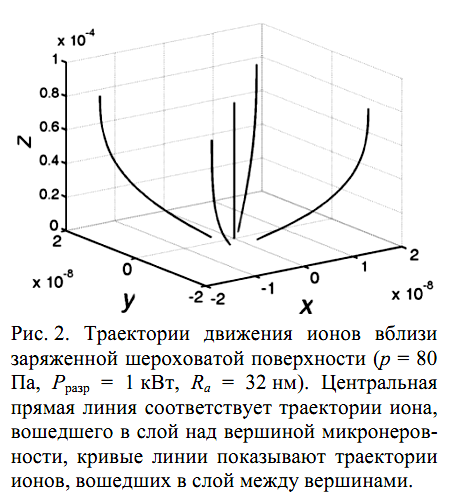 x 10⁻⁴
1
0.8
0.6
0.4
0.2
0
z
2
0
-2
x 10⁻⁸
y
-2
-1
0
1
2
x 10⁻⁸
x
Рис. 2. Траектории движения ионов вблизи
заряженной шероховатой поверхности (p = 80
Па, Pразр = 1 кВт, Ra = 32 нм). Центральная
прямая линия соответствует траектории иона,
вошедшего в слой над вершиной микронеров-
ности, кривые линии показывают траектории
ионов, вошедших в слой между вершинами.